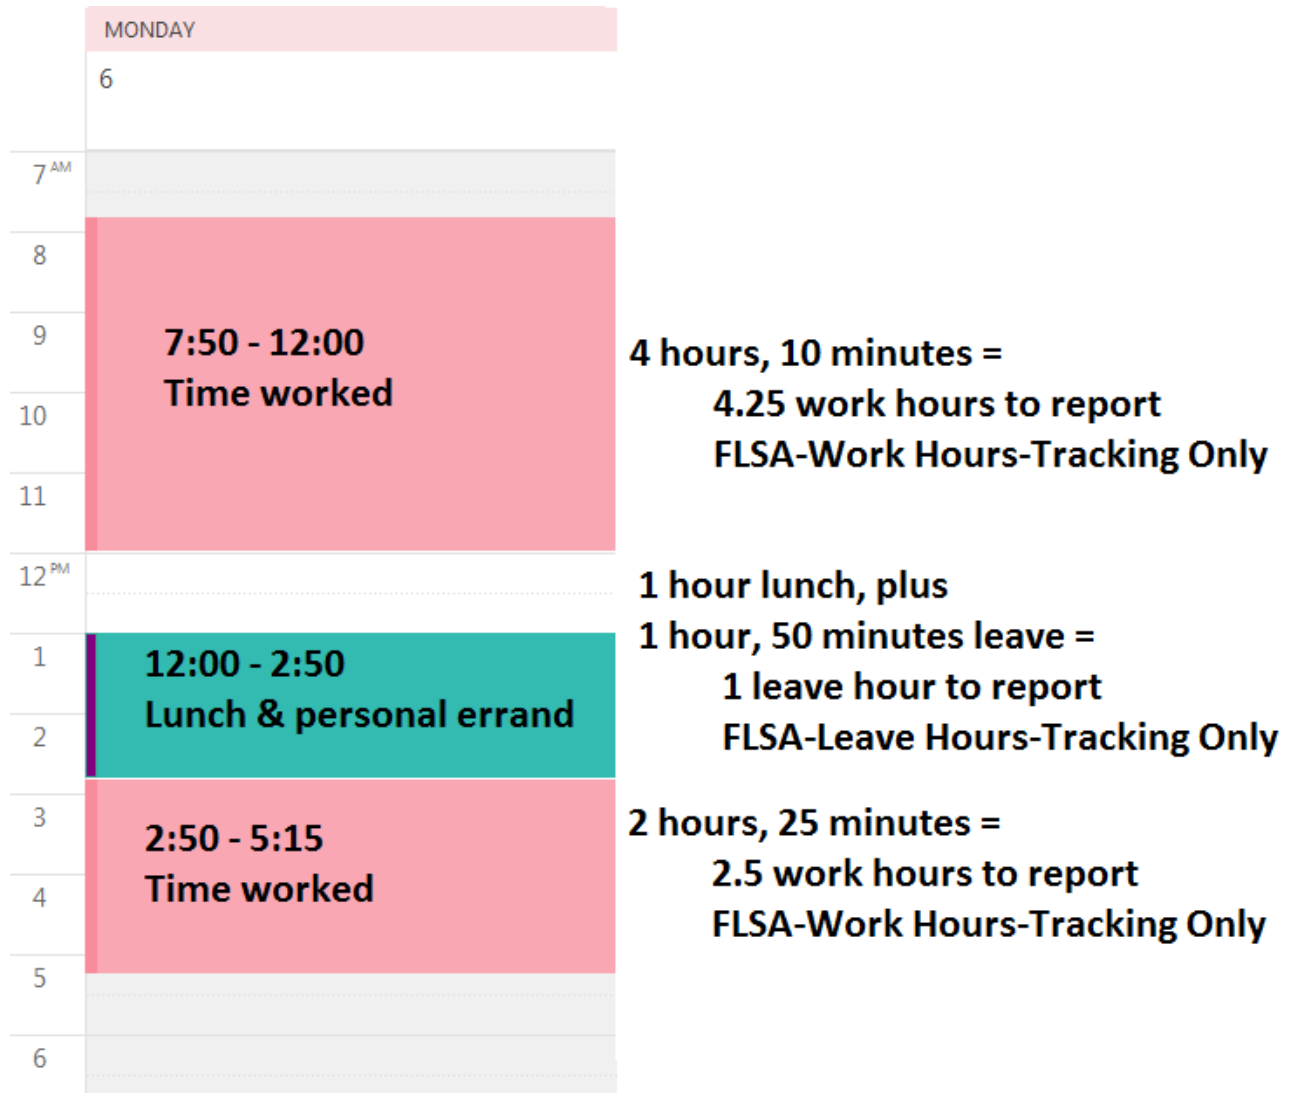 MONDAY
6
7 AM
8
9
10
11
12 PM
1
2
3
4
5
6
7:50 - 12:00
Time worked
4 hours, 10 minutes =
4.25 work hours to report
FLSA-Work Hours-Tracking Only
1 hour lunch, plus
1 hour, 50 minutes leave =
1 leave hour to report
FLSA-Leave Hours-Tracking Only
12:00 - 2:50
Lunch & personal errand
2:50 - 5:15
Time worked
2 hours, 25 minutes =
2.5 work hours to report
FLSA-Work Hours-Tracking Only